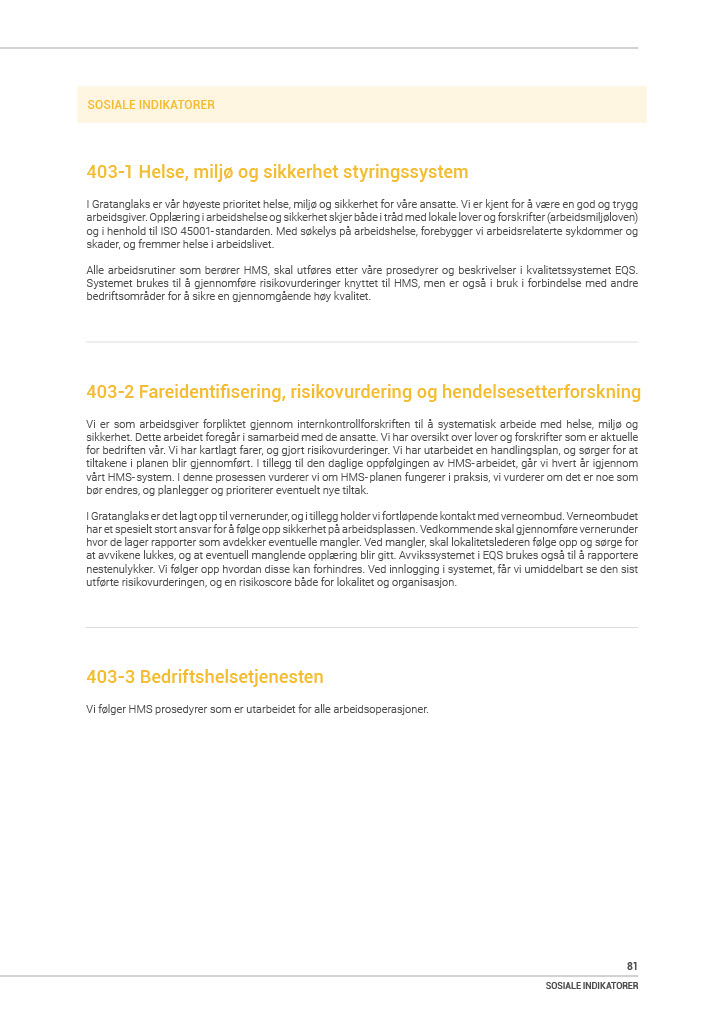 SOSIALE INDIKATORER
403-1 Helse, miljø og sikkerhet styringssystem
I Gratanglaks er vår høyeste prioritet helse, miljø og sikkerhet for våre ansatte. Vi er kjent for å være en god og trygg
arbeidsgiver. Opplæring i arbeidshelse og sikkerhet skjer både i tråd med lokale lover og forskrifter (arbeidsmiljøloven)
og i henhold til ISO 45001-standarden. Med søkelys på arbeidshelse, forebygger vi arbeidsrelaterte sykdommer og
skader, og fremmer helse i arbeidslivet.
Alle arbeidsrutiner som berører HMS, skal utføres etter våre prosedyrer og beskrivelser i kvalitetssystemet EQS.
Systemet brukes til å gjennomføre risikovurderinger knyttet til HMS, men er også i bruk i forbindelse med andre
bedriftsområder for å sikre en gjennomgående høy kvalitet.
403-2 Fareidentifisering, risikovurdering og hendelsesetterforskning
Vi er som arbeidsgiver forpliktet gjennom internkontrollforskriften til å systematisk arbeide med helse, miljø og
sikkerhet. Dette arbeidet foregår i samarbeid med de ansatte. Vi har oversikt over lover og forskrifter som er aktuelle
for bedriften vår. Vi har kartlagt farer, og gjort risikovurderinger. Vi har utarbeidet en handlingsplan, og sørger for at
tiltakene i planen blir gjennomført. I tillegg til den daglige oppfølgingen av HMS-arbeidet, går vi hvert år igjennom
vårt HMS-system. I denne prosessen vurderer vi om HMS-planen fungerer i praksis, vi vurderer om det er noe som
bør endres, og planlegger og prioriterer eventuelt nye tiltak.
I Gratanglaks er det lagt opp til vernerunder, og i tillegg holder vi fortløpende kontakt med verneombud. Verneombudet
har et spesielt stort ansvar for å følge opp sikkerhet på arbeidsplassen. Vedkommende skal gjennomføre vernerunder
hvor de lager rapporter som avdekker eventuelle mangler. Ved mangler, skal lokalitetslederen følge opp og sørge for
at avvikene lukkes, og at eventuell manglende opplæring blir gitt. Avvikssystemet i EQS brukes også til å rapportere
nestenulykker. Vi følger opp hvordan disse kan forhindres. Ved innlogging i systemet, får vi umiddelbart se den sist
utførte risikovurderingen, og en risikoscore både for lokalitet og organisasjon.
403-3 Bedriftshelsetjenesten
Vi følger HMS prosedyrer som er utarbeidet for alle arbeidsoperasjoner.
81
SOSIALE INDIKATORER